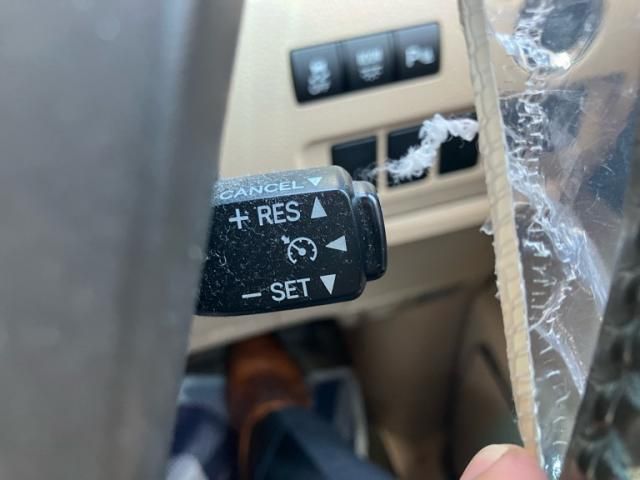 P
CANCEL ▼
+ RES ▲
◀
− SET ▼